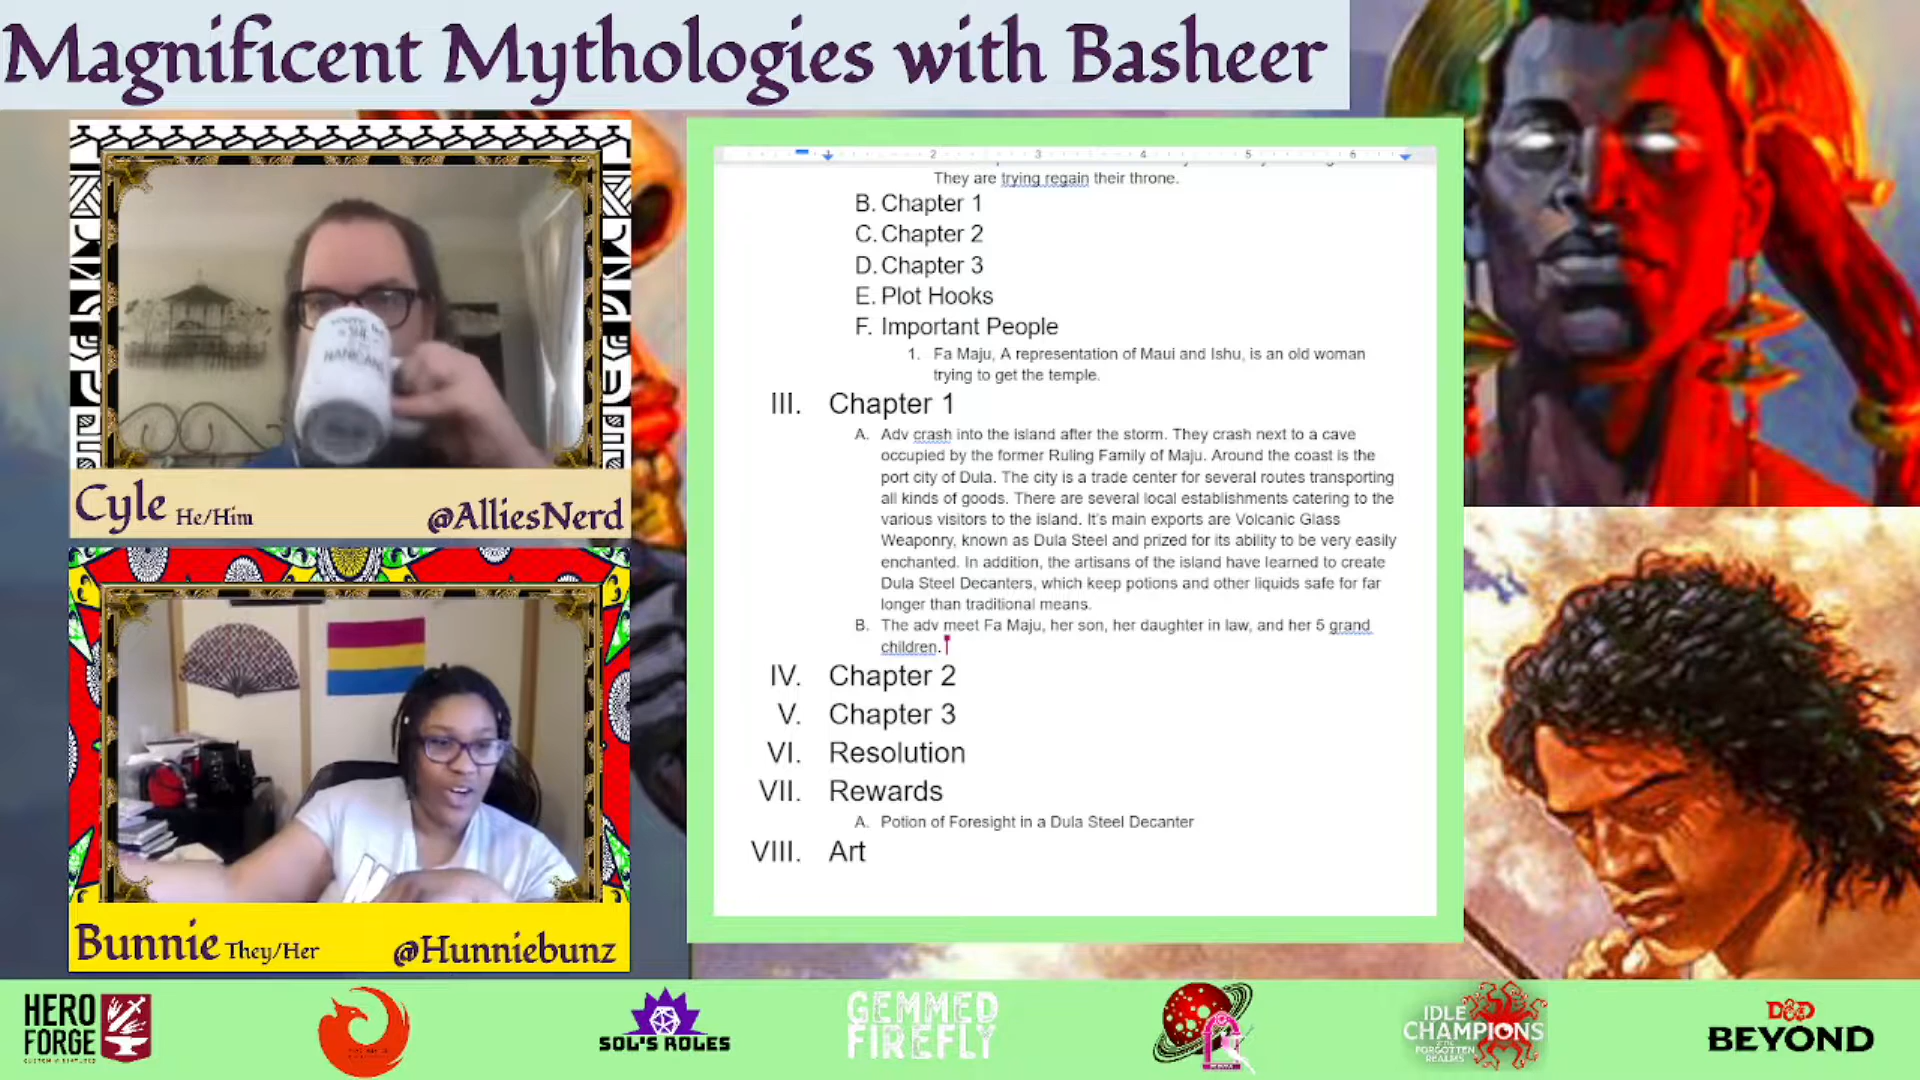 Magnificent Mythologies with Basheer
Cyle He/Him @AlliesNerd
Bunnie They/Her @Hunniebunz
1 2 3 4 5 6
They are trying regain their throne.
B. Chapter 1
C. Chapter 2
D. Chapter 3
E. Plot Hooks
F. Important People
1. Fa Maju, A representation of Maui and Ishu, is an old woman
trying to get the temple.
III. Chapter 1
A. Adv crash into the island after the storm. They crash next to a cave
occupied by the former Ruling Family of Maju. Around the coast is the
port city of Dula. The city is a trade center for several routes transporting
all kinds of goods. There are several local establishments catering to the
various visitors to the island. It's main exports are Volcanic Glass
Weaponry, known as Dula Steel and prized for its ability to be very easily
enchanted. In addition, the artisans of the island have learned to create
Dula Steel Decanters, which keep potions and other liquids safe for far
longer than traditional means.
B. The adv meet Fa Maju, her son, her daughter in law, and her 5 grand
children.
IV. Chapter 2
V. Chapter 3
VI. Resolution
VII. Rewards
A. Potion of Foresight in a Dula Steel Decanter
VIII. Art
HERO
FORGE
SOL'S ROLES
GEMMED
FIREFLY
IDLE
CHAMPIONS
FORGOTTEN
REALMS
D&D
BEYOND